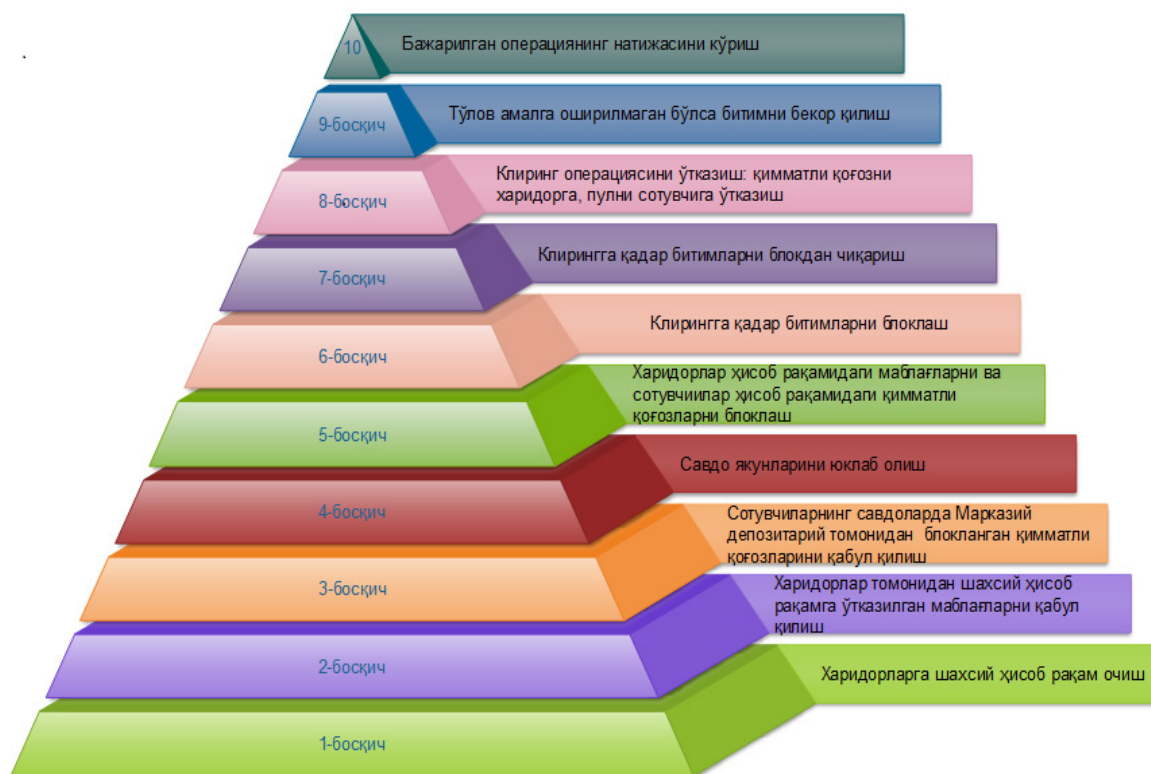 10
Бажарилган операциянинг натижасини кўриш
9-босқич
Тўлов амалга оширилмаган бўлса битимни бекор қилиш
8-босқич
Клиринг операциясини ўтказиш: қимматли қоғозни
харидорга, пулни сотувчига ўтказиш
7-босқич
Клирингга қадар битимларни блокдан чиқариш
6-босқич
Клирингга қадар битимларни блоклаш
5-босқич
Харидорлар ҳисоб рақамидаги маблағларни ва
сотувчиилар ҳисоб рақамидаги қимматли
қоғозларни блоклаш
4-босқич
Савдо якунларини юклаб олиш
3-босқич
Сотувчиларнинг савдоларда Марказий
депозитарий томонидан блокланган қимматли
қоғозларини қабул қилиш
2-босқич
Харидорлар томонидан шахсий ҳисоб
рақамга ўтказилган маблағларни қабул
қилиш
1-босқич
Харидорларга шахсий ҳисоб рақам очиш